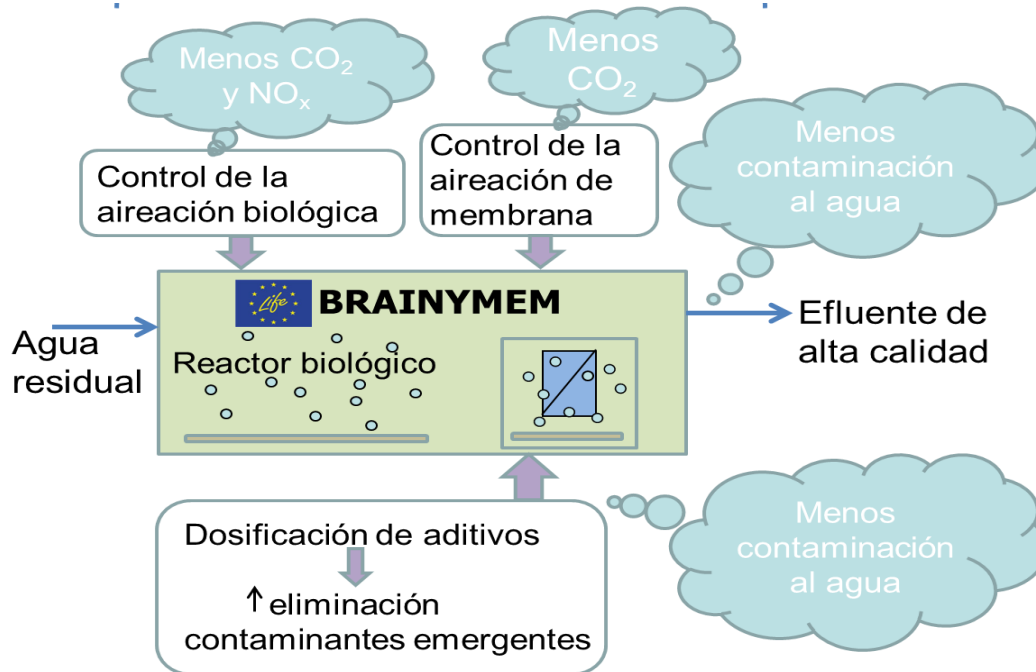 Menos CO₂
y NOₓ
Menos
CO₂
Control de la
aireación biológica
Control de la
aireación de
membrana
Menos
contaminación
al agua
Life
BRAINYMEM
Agua
residual
Reactor biológico
Efluente de
alta calidad
Dosificación de aditivos
↑ eliminación
contaminantes emergentes
Menos
contaminación
al agua